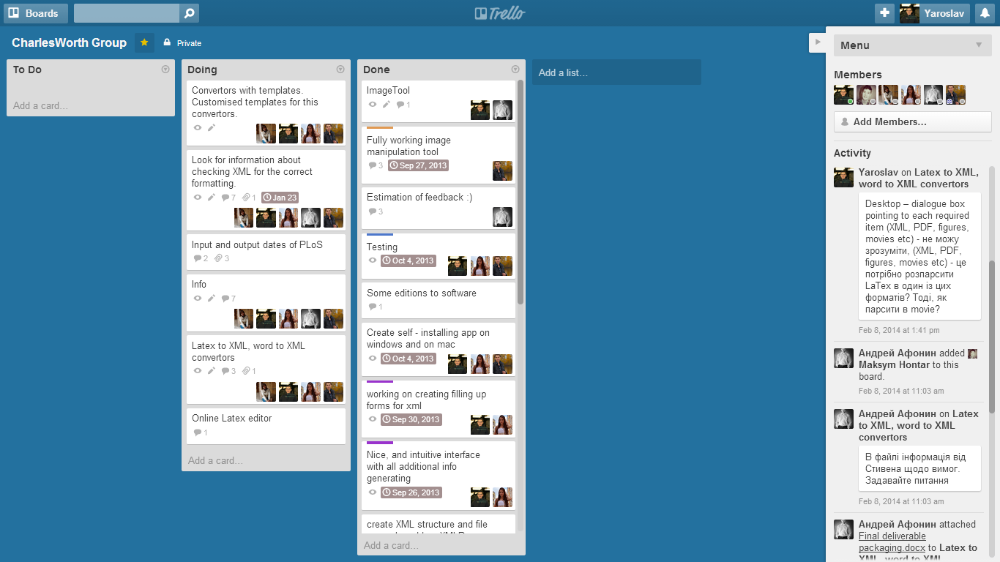 Boards
Trello
Yaroslav
CharlesWorth Group
Private
To Do
Add a card...
Doing
Convertors with templates.
Customised templates for this
convertors.
Look for information about
checking XML for the correct
formatting.
7
1
Jan 23
Input and output dates of PLoS
2
3
Info
7
Latex to XML, word to XML
convertors
3
1
Online Latex editor
1
Add a card...
Done
ImageTool
1
Fully working image
manipulation tool
3
Sep 27, 2013
Estimation of feedback :)
3
Testing
Oct 4, 2013
Some editions to software
1
Create self - installing app on
windows and on mac
Oct 4, 2013
working on creating filling up
forms for xml
Sep 30, 2013
Nice, and intuitive interface
with all additional info
generating
Sep 26, 2013
create XML structure and file
Add a card...
Add a list...
Menu
Members
Add Members...
Activity
Yaroslav on Latex to XML,
word to XML convertors
Desktop – dialogue box
pointing to each required
item (XML, PDF, figures,
movies etc) - не можу
зрозуміти, (XML, PDF,
figures, movies etc) - це
потрібно розпарсити
LaTex в один із цих
форматів? Тоді, як
парсити в movie?
Feb 8, 2014 at 1:41 pm
Андрей Афонин added
Maksym Hontar to this
board.
Feb 8, 2014 at 11:03 am
Андрей Афонин on Latex
to XML, word to XML
convertors
В файлі інформація від
Стивена щодо вимог.
Задавайте питання
Feb 8, 2014 at 11:03 am
Андрей Афонин attached
Final deliverable
packaging.docx to Latex to
XML, word to XML